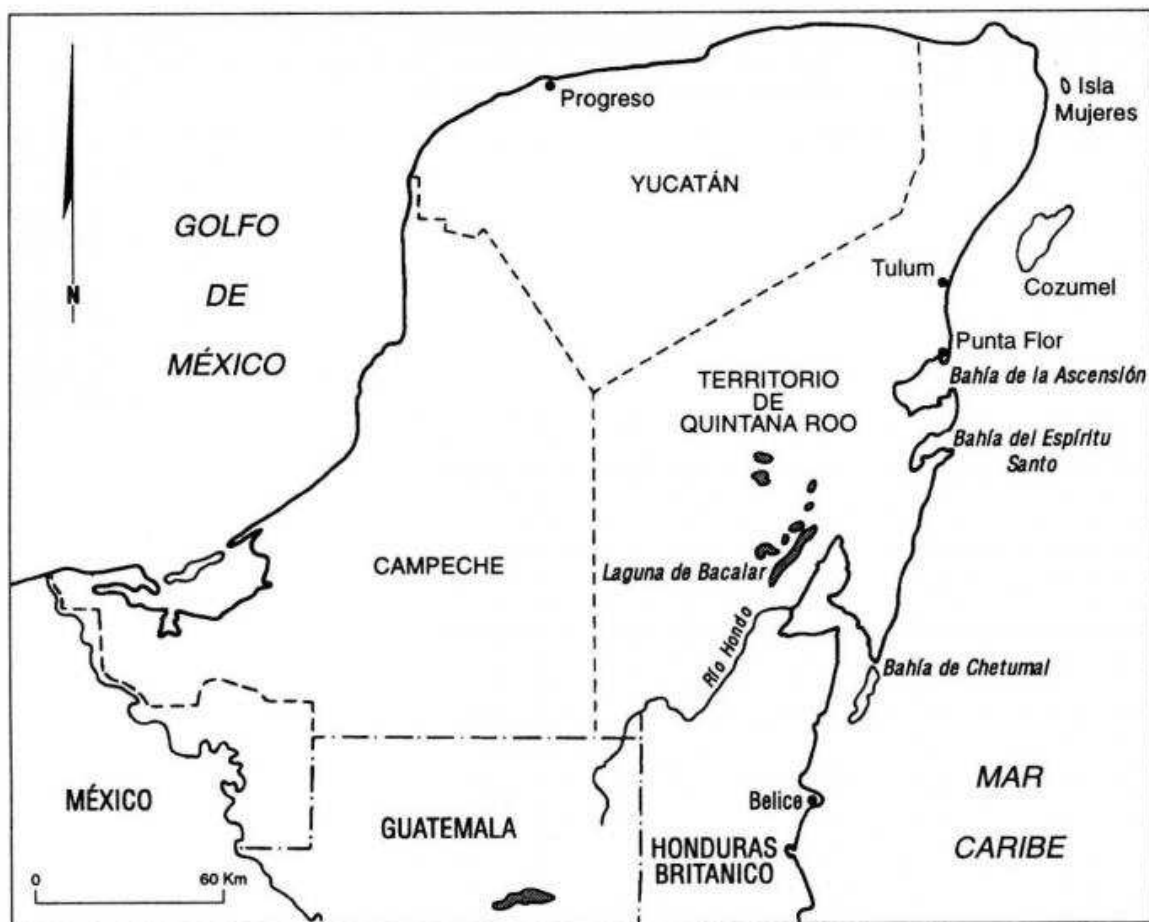 Progreso
Isla
Mujeres
YUCATÁN
GOLFO
DE
MÉXICO
N
Tulum
Cozumel
Punta Flor
Bahía de la Ascensión
TERRITORIO
DE
QUINTANA ROO
Bahía del Espíritu
Santo
CAMPECHE
Laguna de Bacalar
Río Hondo
Bahía de Chetumal
MÉXICO
GUATEMALA
Belice
HONDURAS
BRITANICO
MAR
CARIBE
0
60 Km